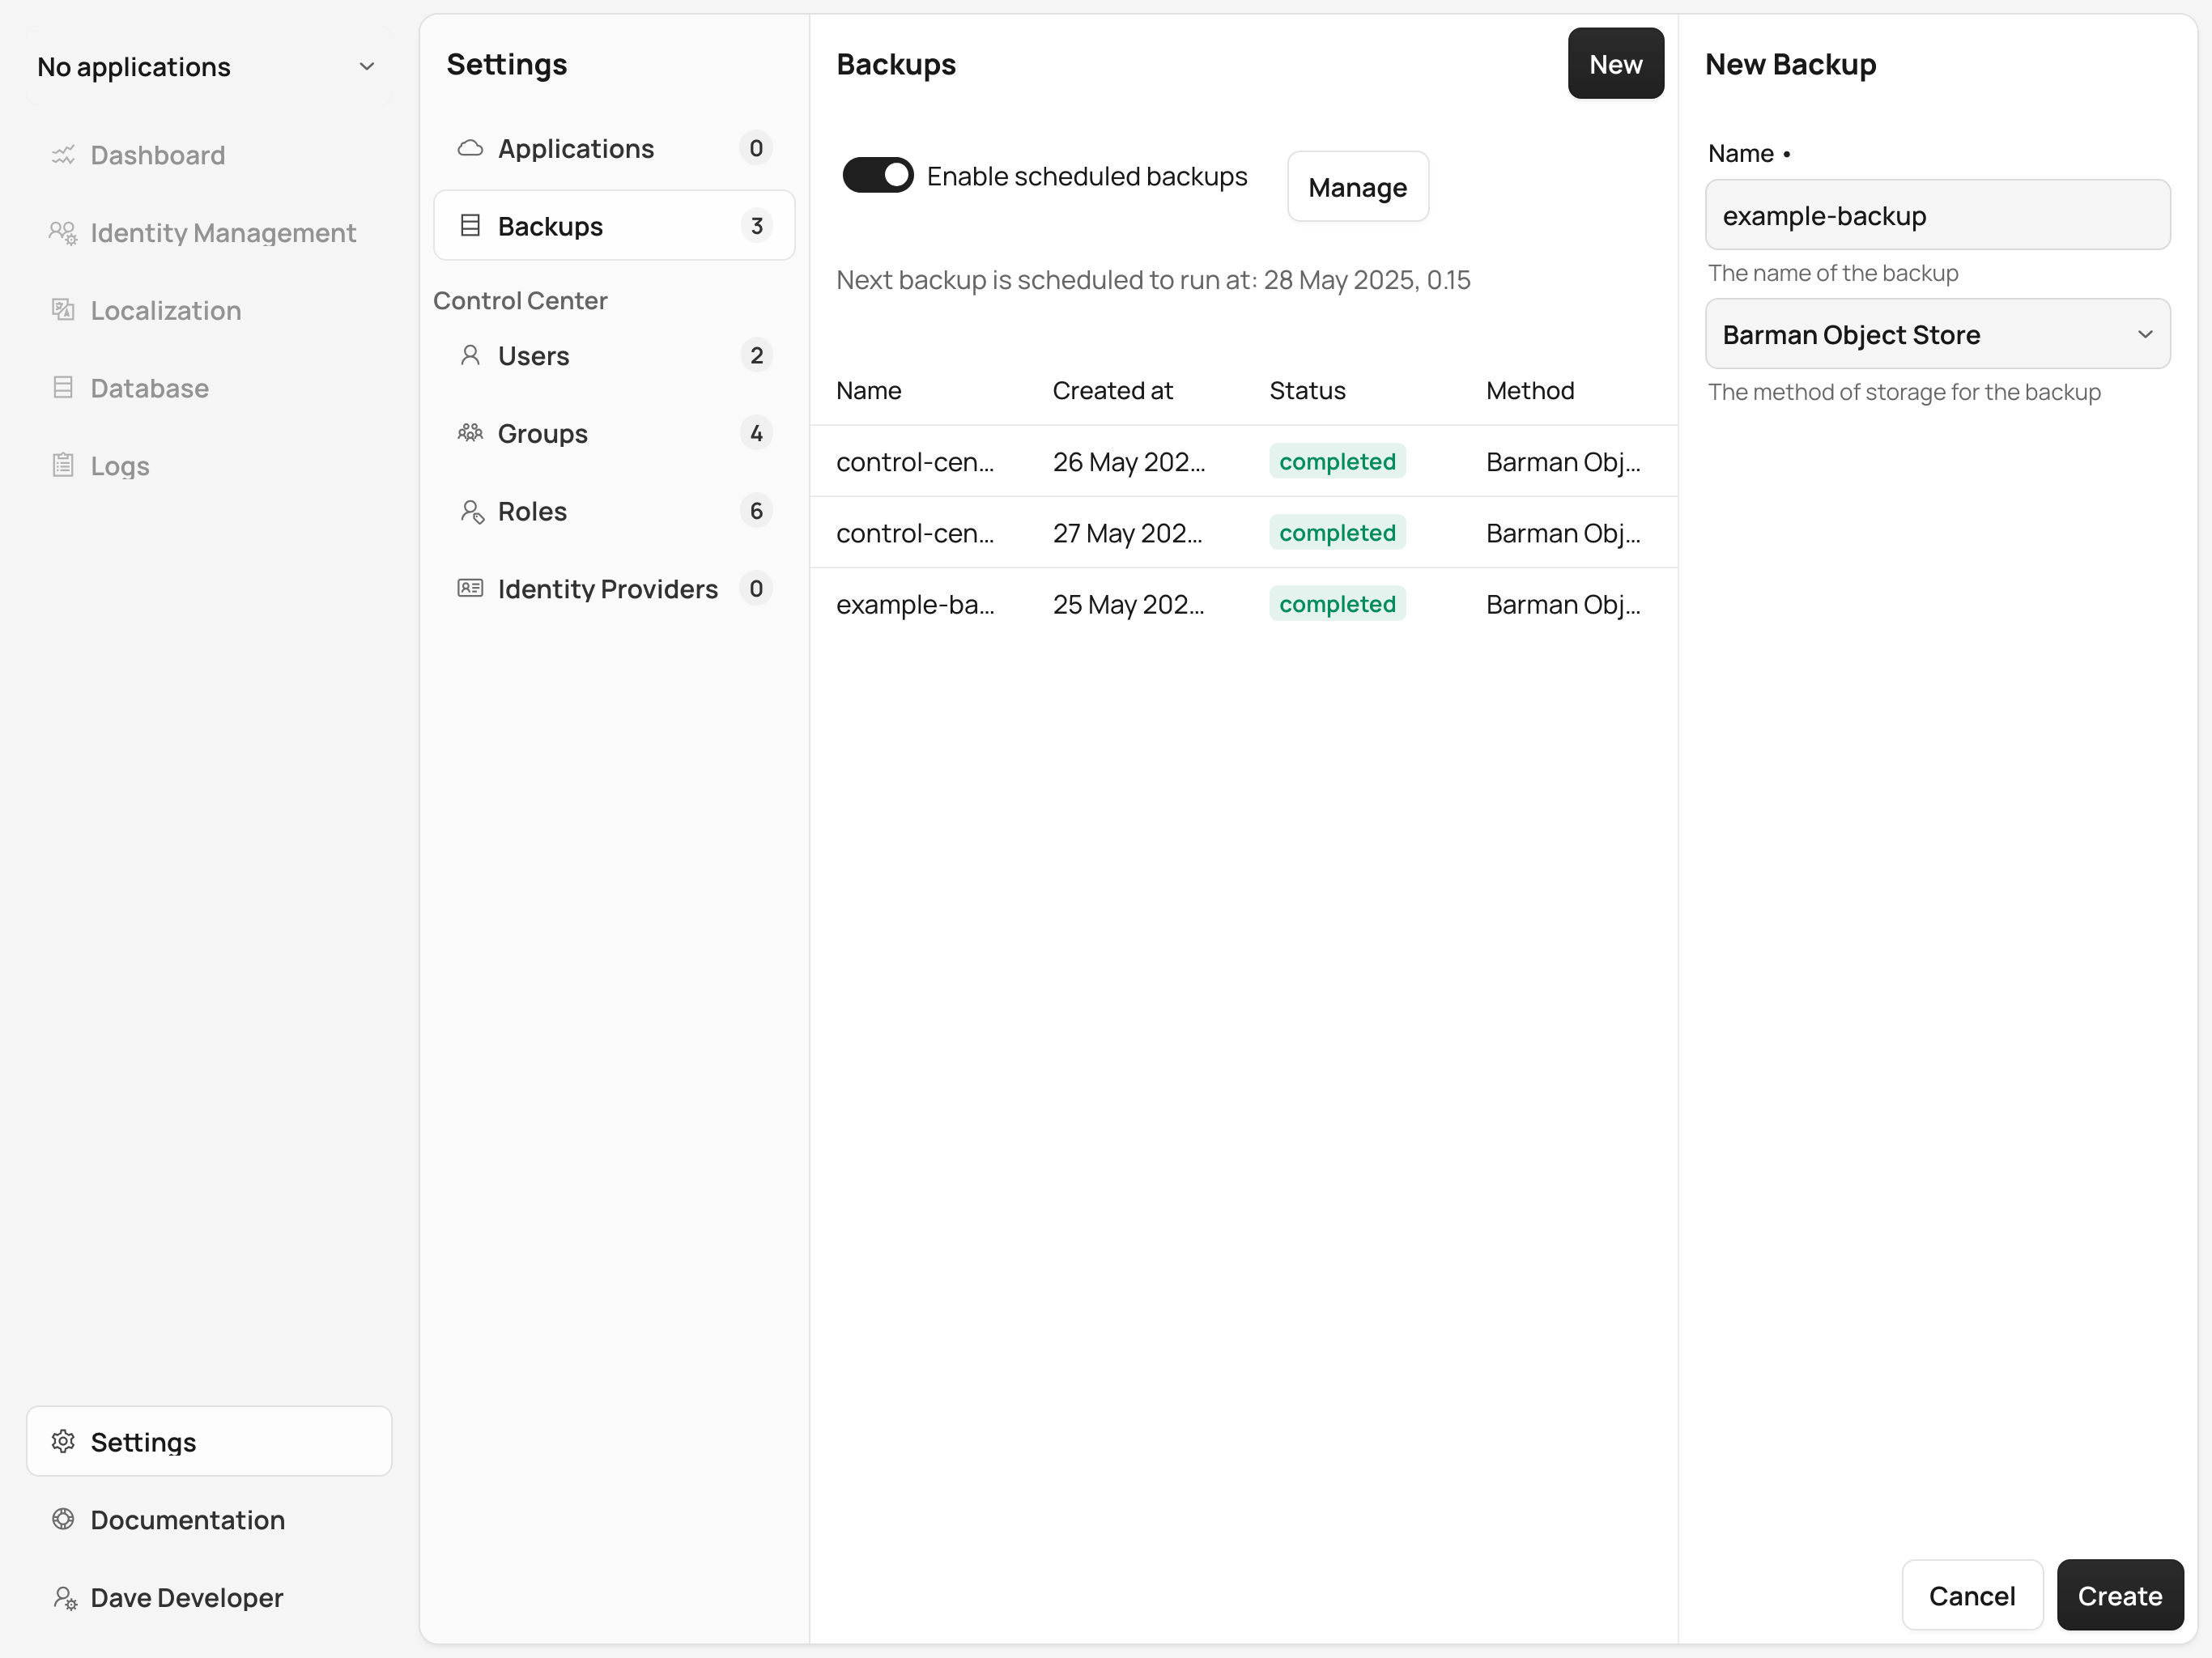 No applications
Dashboard
Identity Management
Localization
Database
Logs
Settings
Documentation
Dave Developer
Settings
Applications 0
Backups 3
Control Center
Users 2
Groups 4
Roles 6
Identity Providers 0
Backups New
Enable scheduled backups Manage
Next backup is scheduled to run at: 28 May 2025, 0.15
Name Created at Status Method
control-cen... 26 May 202... completed Barman Obj...
control-cen... 27 May 202... completed Barman Obj...
example-ba... 25 May 202... completed Barman Obj...
New Backup
Name •
example-backup
The name of the backup
Barman Object Store
The method of storage for the backup
Cancel Create